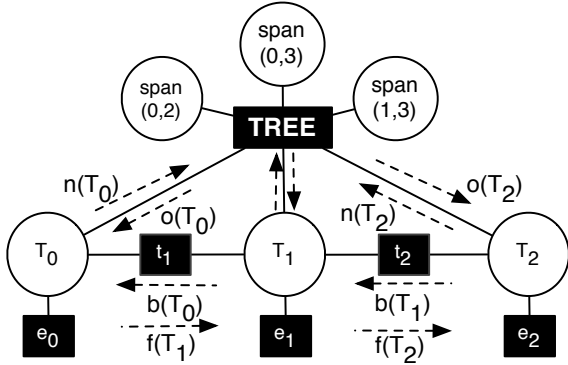 span
(0,3)
span
(0,2)
span
(1,3)
TREE
n(T₀)
o(T₀)
n(T₂)
o(T₂)
T₀
t₁
T₁
t₂
T₂
b(T₀)
f(T₁)
b(T₁)
f(T₂)
e₀
e₁
e₂